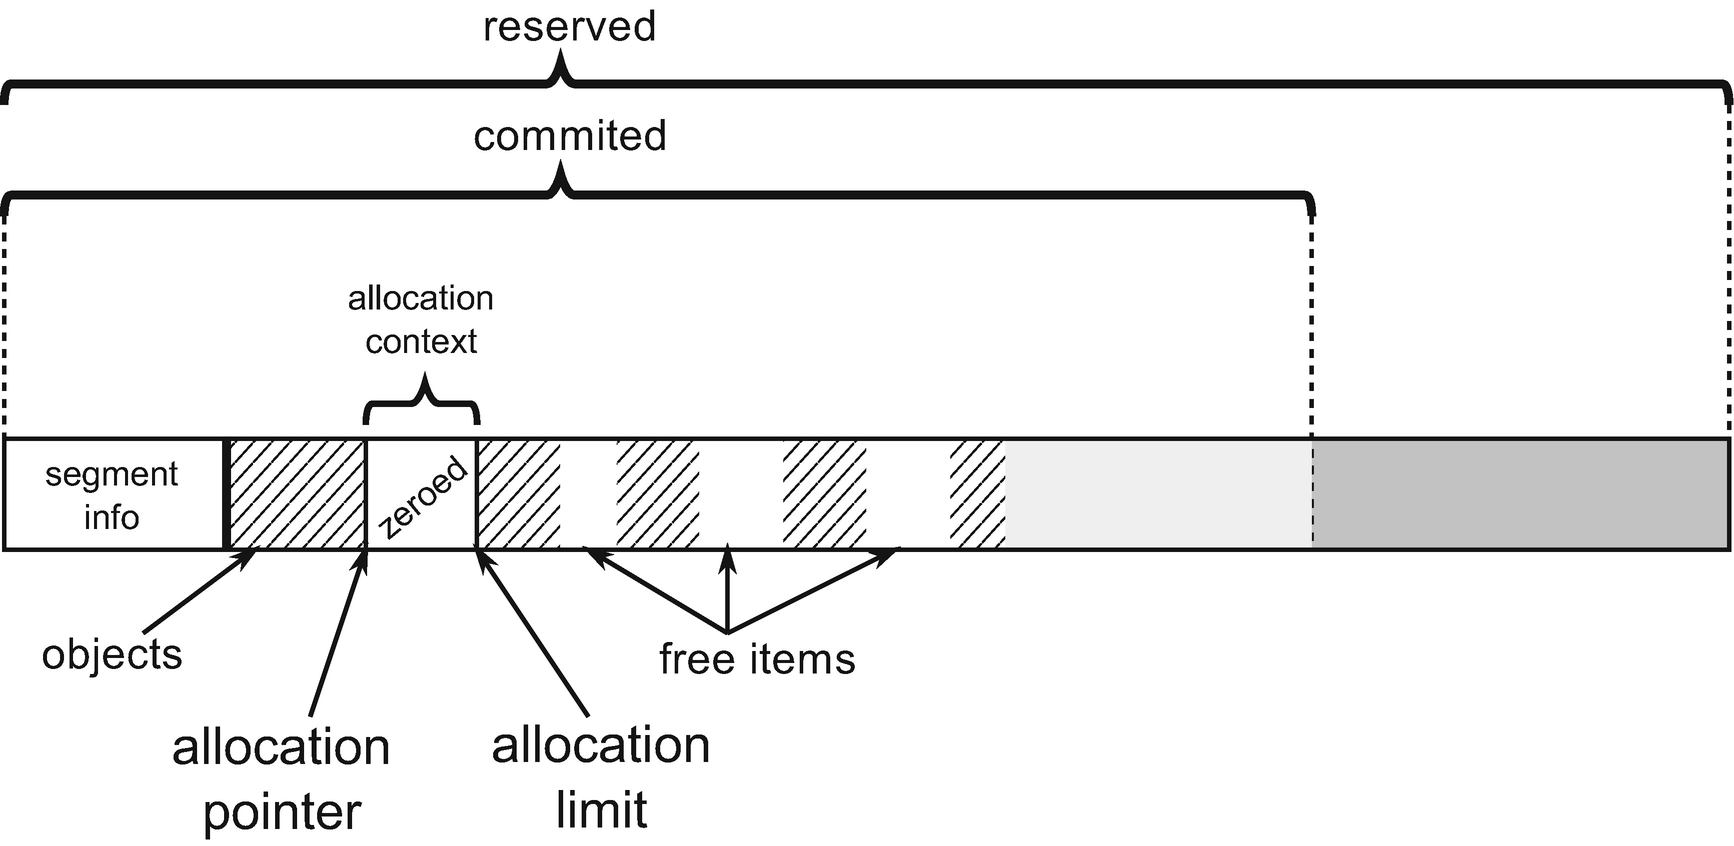 reserved
commited
allocation
context
segment
info
zeroed
objects
free items
allocation
pointer
allocation
limit